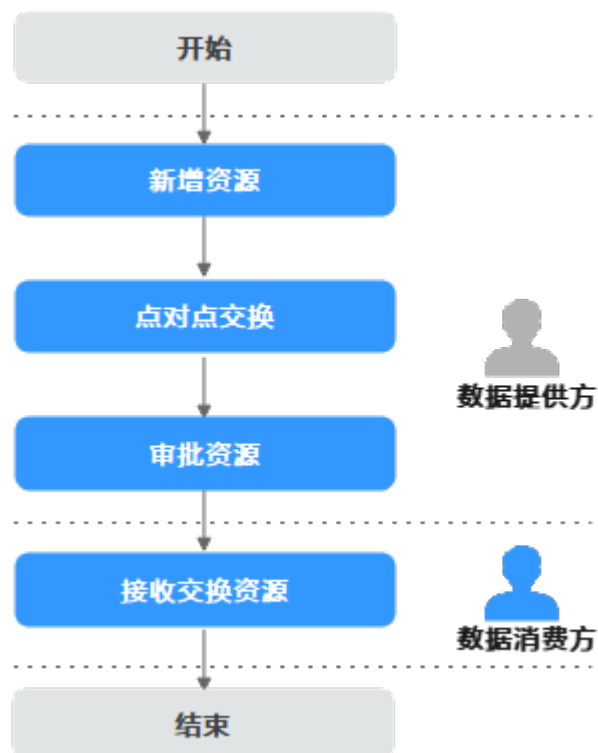 开始
新增资源
点对点交换
数据提供方
审批资源
接收交换资源
数据消费方
结束